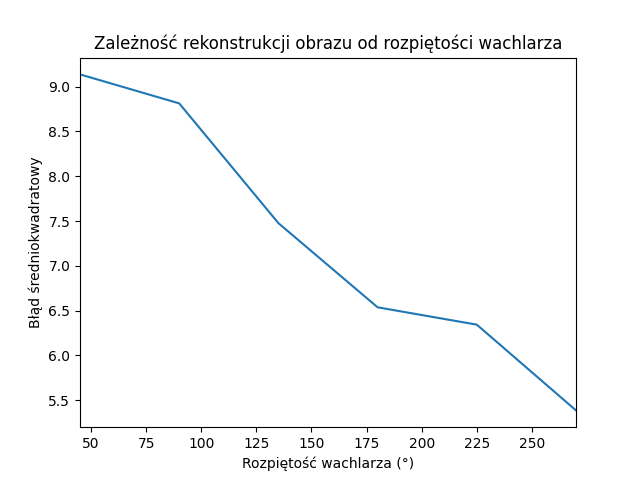 Zależność rekonstrukcji obrazu od rozpiętości wachlarza
9.0
8.5
8.0
7.5
7.0
6.5
6.0
5.5
Błąd średniokwadratowy
50 75 100 125 150 175 200 225 250
Rozpiętość wachlarza (°)